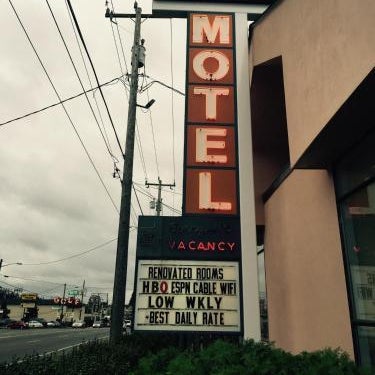 MOTEL
VACANCY
RENOVATED ROOMS
HBO ESPN CABLE WIFI
LOW WKLY
-BEST DAILY RATE